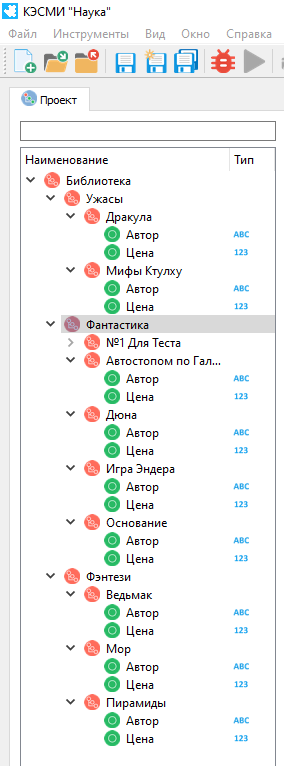 КЭСМИ "Наука"
Файл Инструменты Вид Окно Справка
Проект
Наименование Тип
Библиотека
Ужасы
Дракула
Автор ABC
Цена 123
Мифы Ктулху
Автор ABC
Цена 123
Фантастика
№1 Для Теста
Автостопом по Гал...
Автор ABC
Цена 123
Дюна
Автор ABC
Цена 123
Игра Эндера
Автор ABC
Цена 123
Основание
Автор ABC
Цена 123
Фэнтези
Ведьмак
Автор ABC
Цена 123
Мор
Автор ABC
Цена 123
Пирамиды
Автор ABC
Цена 123